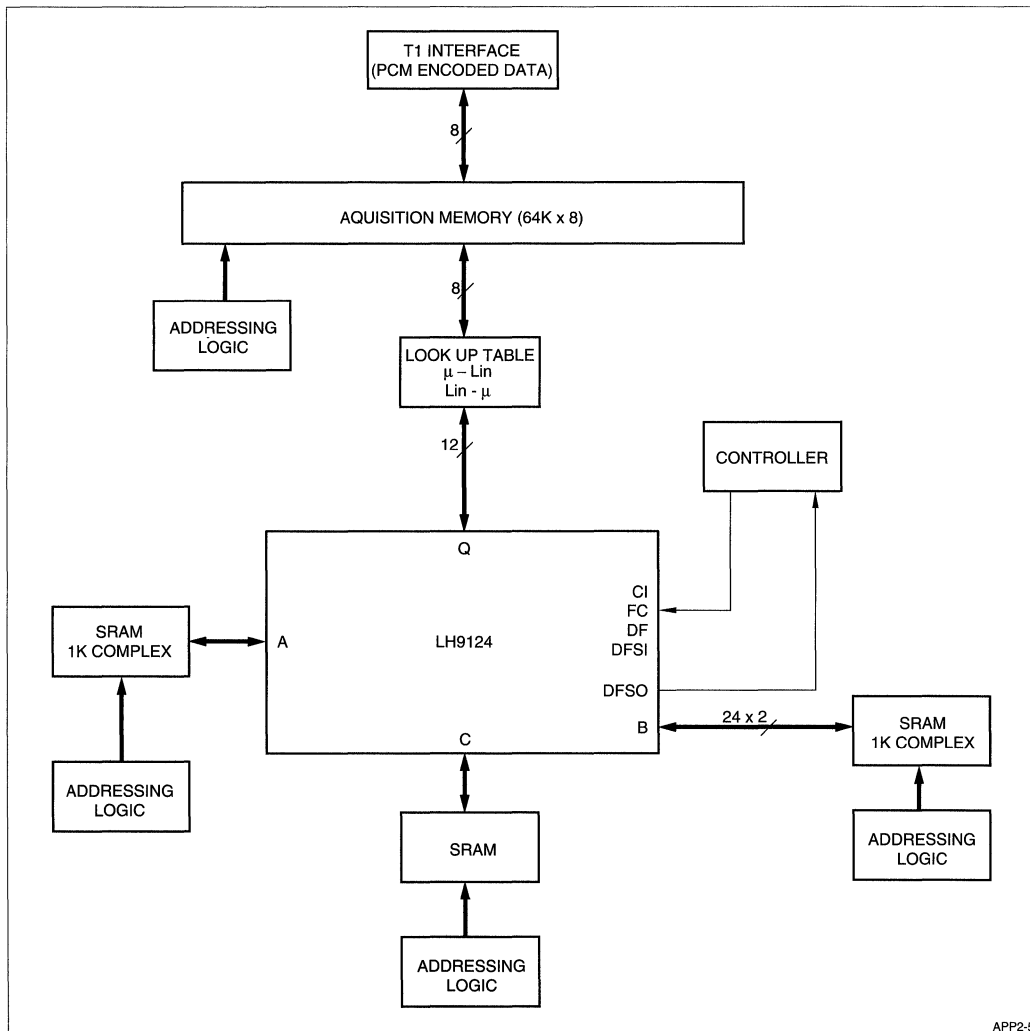 T1 INTERFACE
(PCM ENCODED DATA)
8
AQUISITION MEMORY (64K x 8)
8
ADDRESSING
LOGIC
LOOK UP TABLE
μ – Lin
Lin - μ
12
CONTROLLER
Q
CI
FC
DF
DFSI
SRAM
1K COMPLEX
A
LH9124
DFSO
24 x 2
B
SRAM
1K COMPLEX
C
ADDRESSING
LOGIC
SRAM
ADDRESSING
LOGIC
ADDRESSING
LOGIC